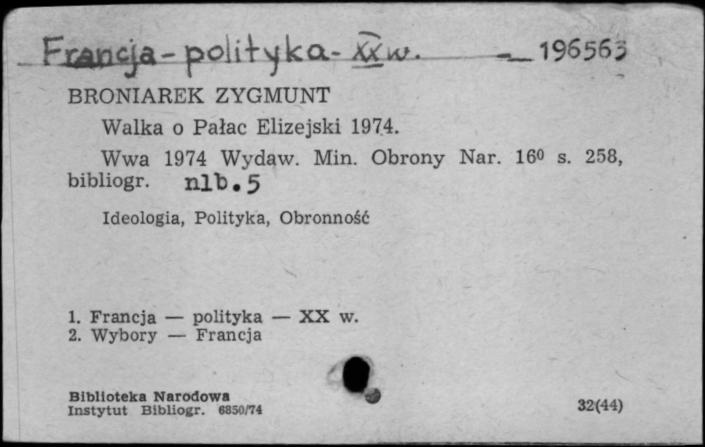 Francja - polityka - XX w. — 196563
BRONIAREK ZYGMUNT
Walka o Pałac Elizejski 1974.
Wwa 1974 Wydaw. Min. Obrony Nar. 16⁰ s. 258,
bibliogr. nlb. 5
Ideologia, Polityka, Obronność
1. Francja — polityka — XX w.
2. Wybory — Francja
Biblioteka Narodowa
Instytut Bibliogr. 6850/74
32(44)